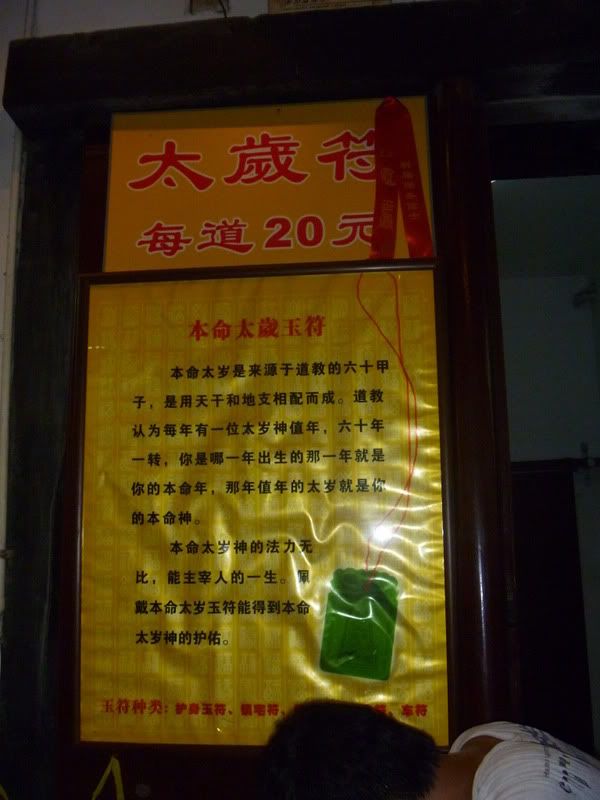 太歲符
每道20元
本命太歲玉符
本命太岁是来源于道教的六十甲
子，是用天干和地支相配而成。道教
认为每年有一位太岁神值年，六十年
一转，你是哪一年出生的那一年就是
你的本命年，那年值年的太岁就是你
的本命神。
本命太岁神的法力无
比，能主宰人的一生。佩
戴本命太岁玉符能得到本命
太岁神的护佑。
玉符种类：护身玉符、镇宅符、 、车符